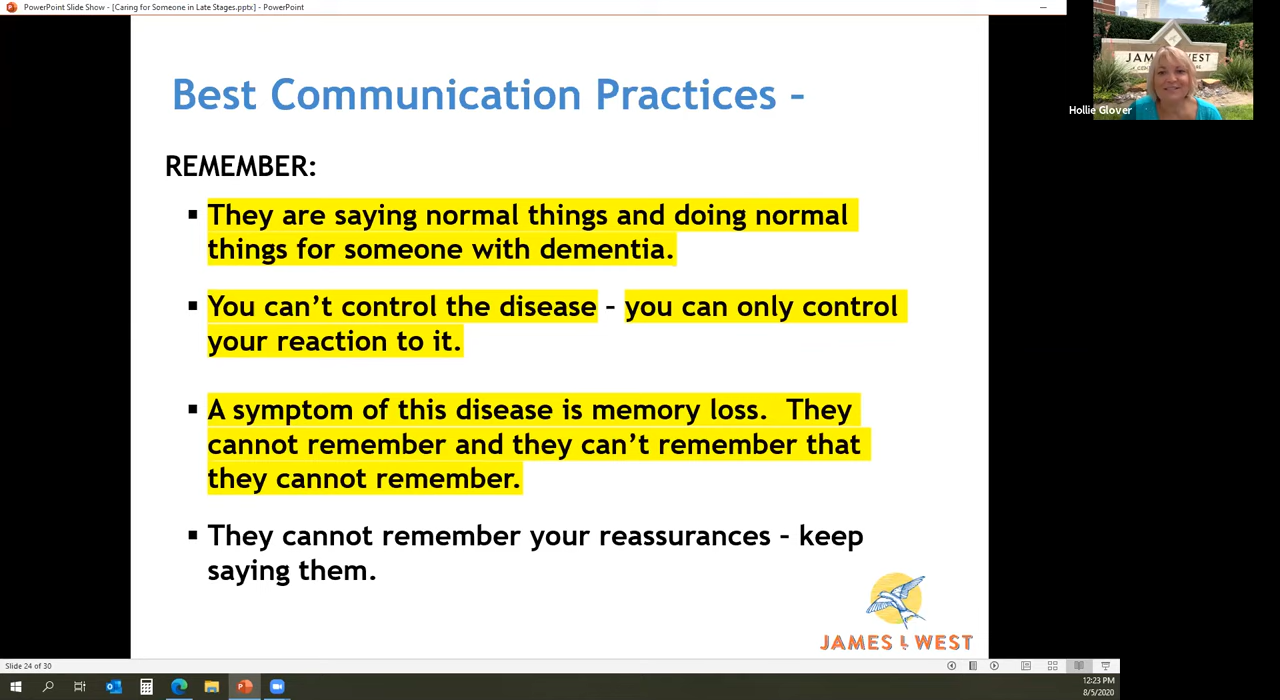 PowerPoint Slide Show - [Caring for Someone in Late Stages.pptx] - PowerPoint
Best Communication Practices –
REMEMBER:
▪ They are saying normal things and doing normal
things for someone with dementia.
▪ You can’t control the disease – you can only control
your reaction to it.
▪ A symptom of this disease is memory loss. They
cannot remember and they can’t remember that
they cannot remember.
▪ They cannot remember your reassurances – keep
saying them.
JAMES L WEST
JAM WEST
Hollie Glover
Slide 24 of 30
12:23 PM
8/5/2020